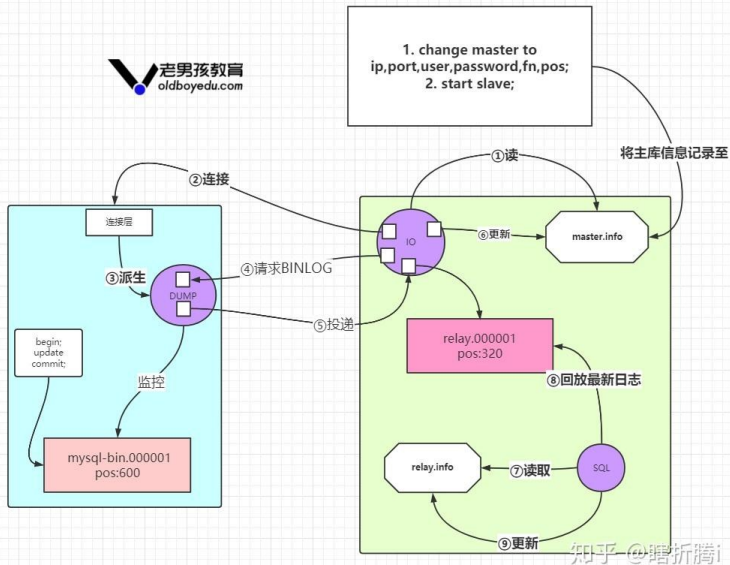 老男孩教育
oldboyedu.com
1. change master to
ip,port,user,password,fn,pos;
2. start slave;
①读
将主库信息记录至
②连接
连接层
IO
⑥更新
master.info
③派生
④请求BINLOG
DUMP
⑤投递
begin;
update
commit;
relay.000001
pos:320
监控
⑧回放最新日志
mysql-bin.000001
pos:600
relay.info
⑦读取
SQL
⑨更新
知乎 @瞎折腾i